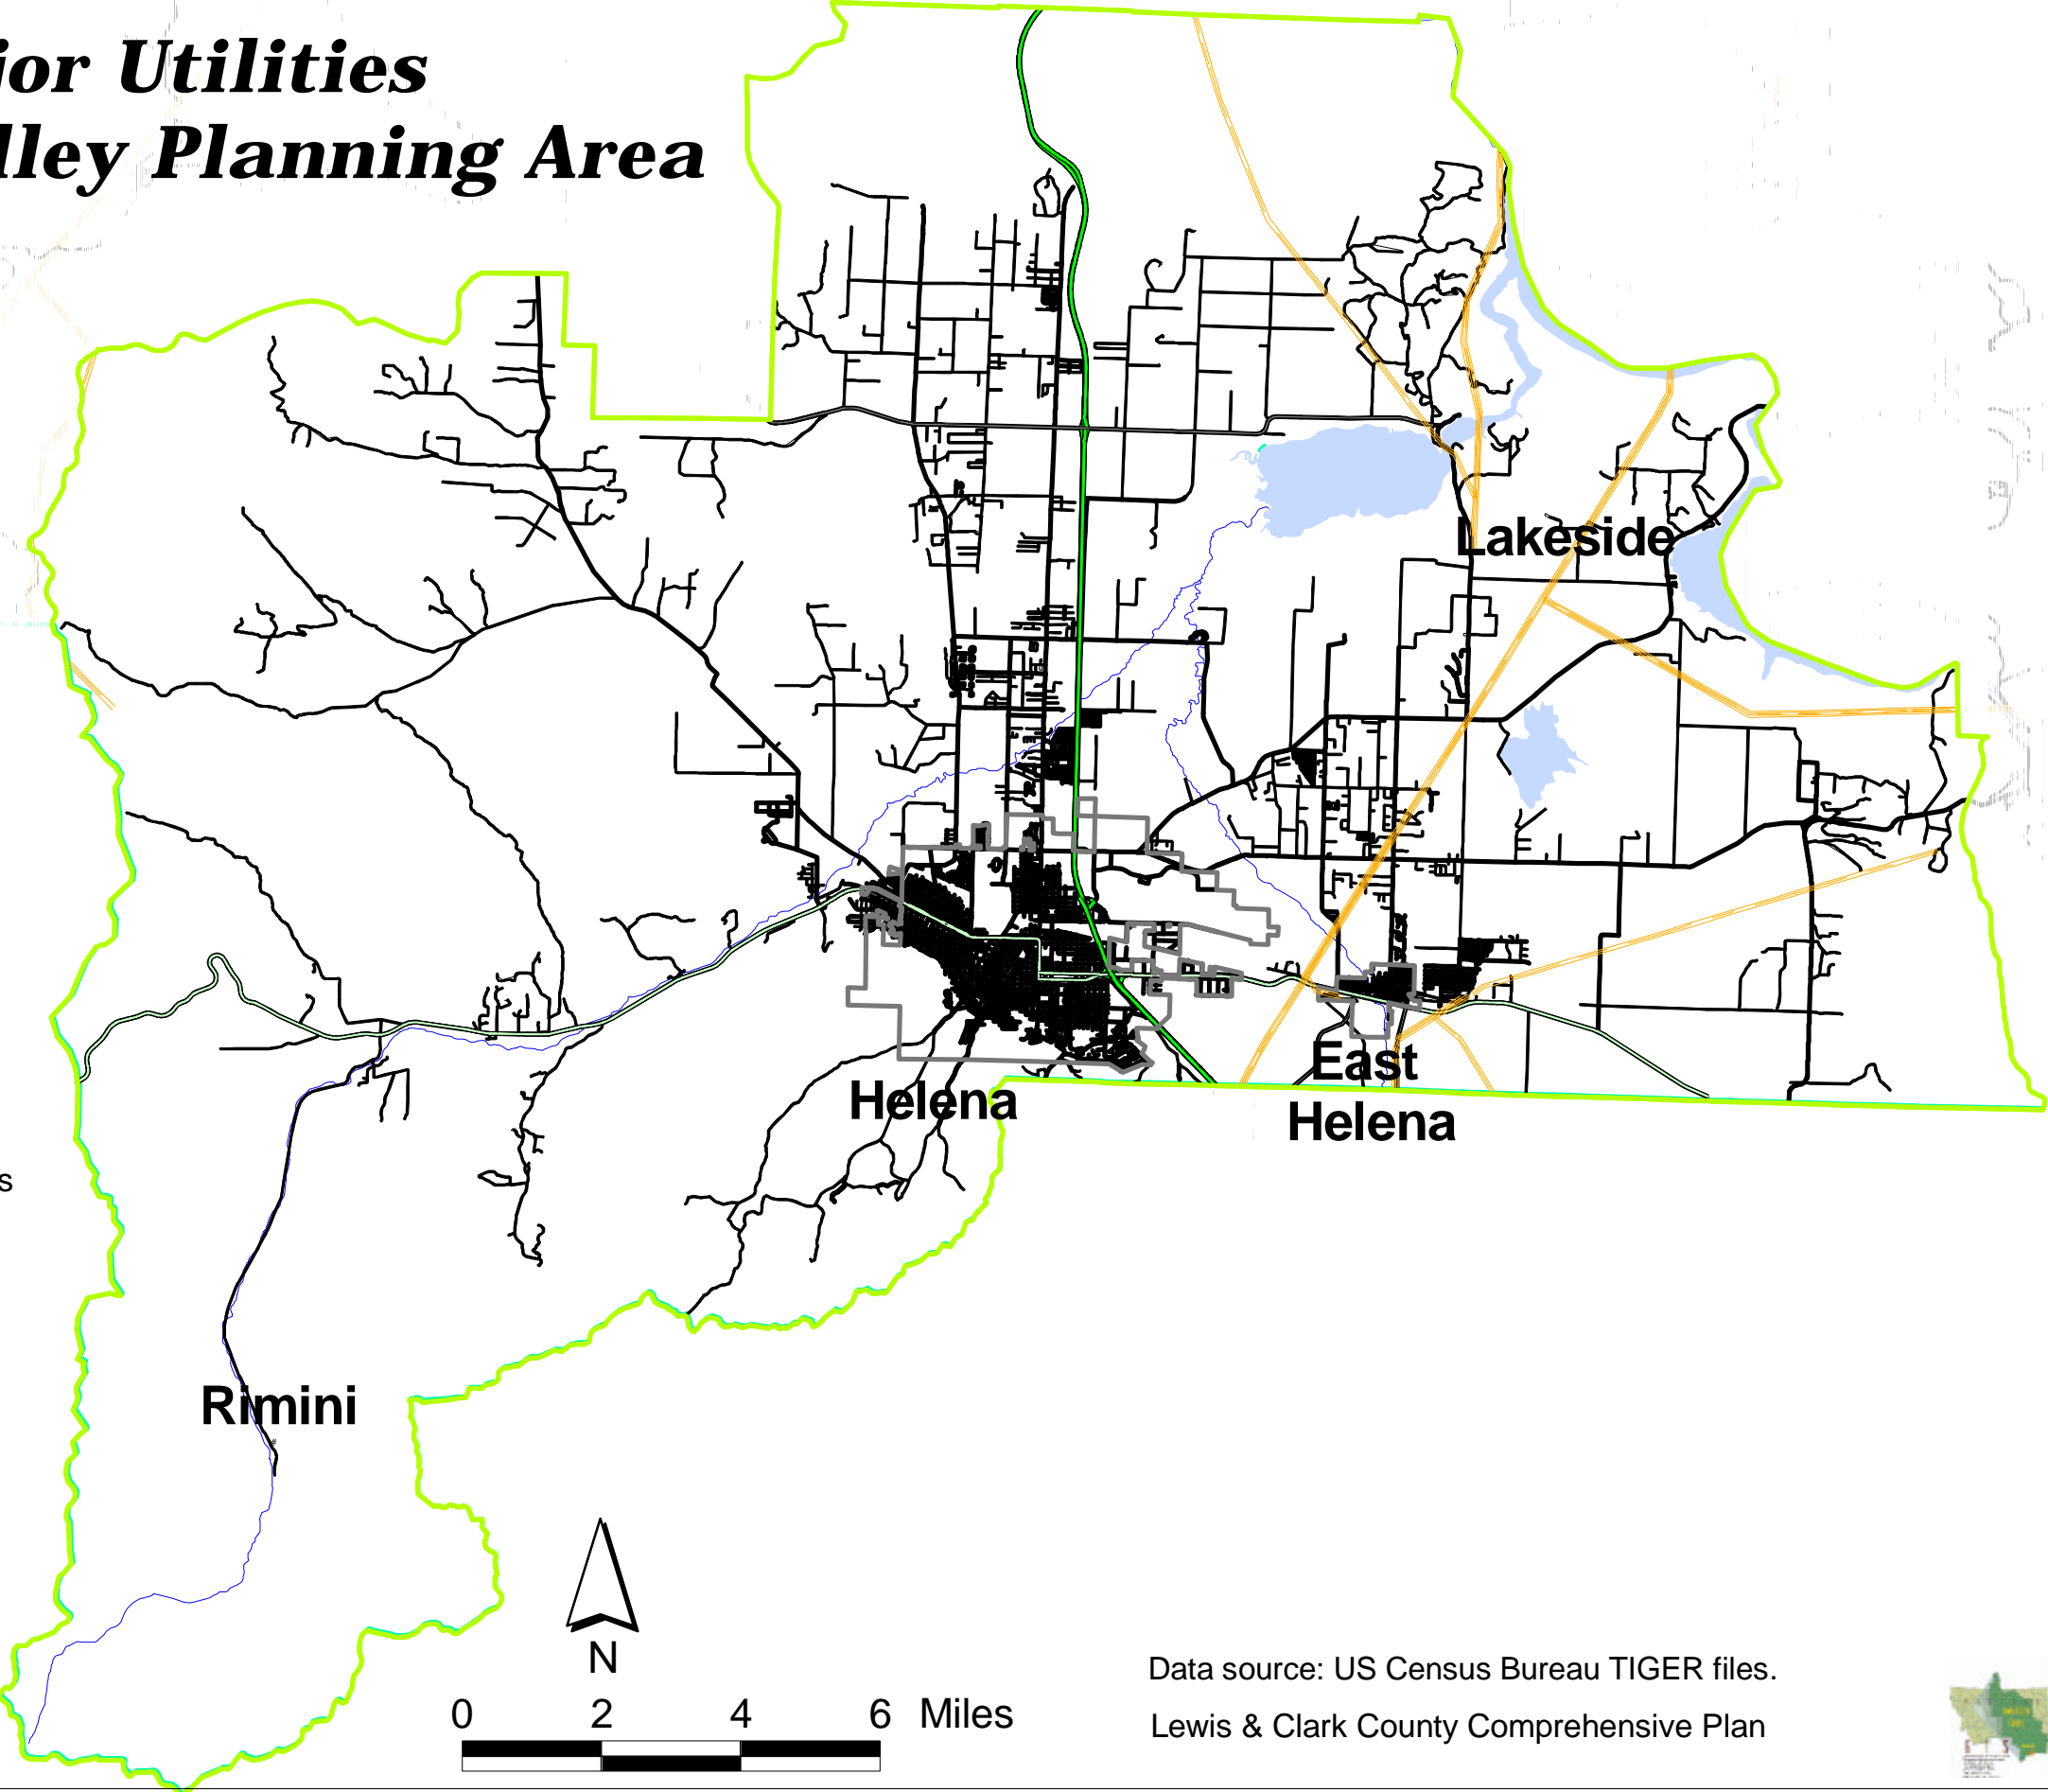 jor Utilities
lley Planning Area
Lakeside
Helena
East
Helena
s
Rimini
N
0 2 4 6 Miles
Data source: US Census Bureau TIGER files.
Lewis & Clark County Comprehensive Plan